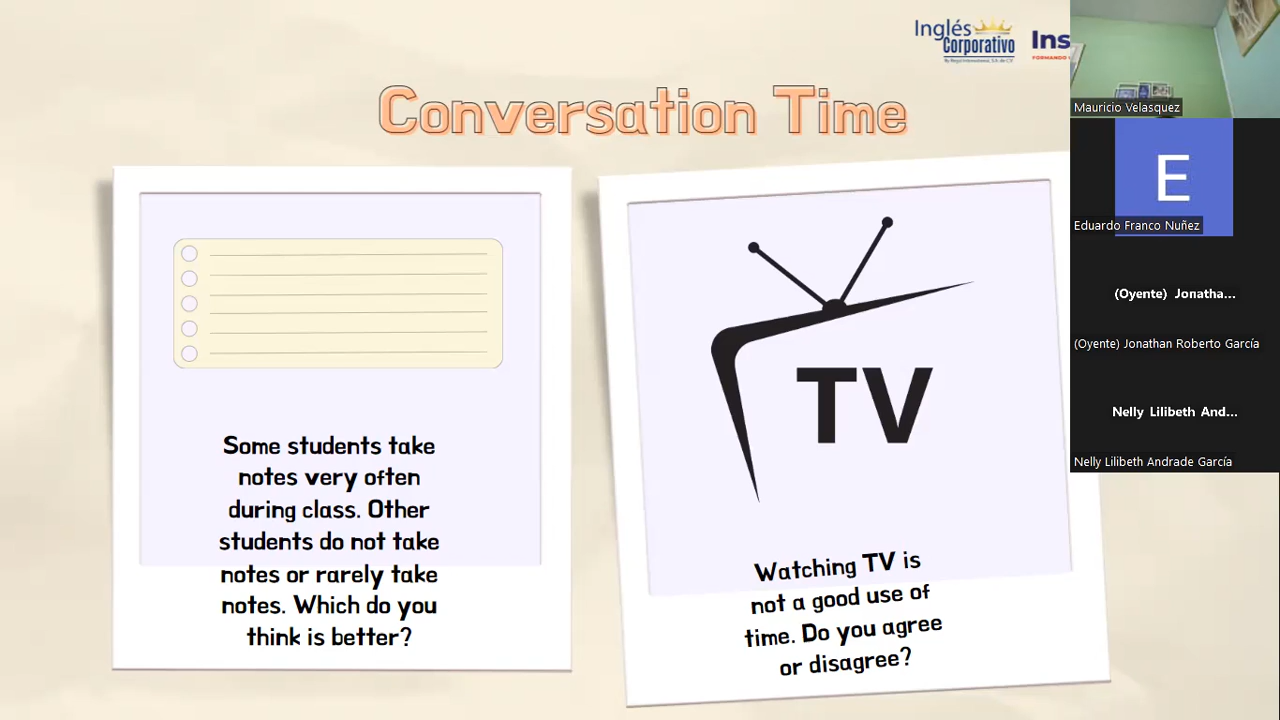 Inglés
Corporativo
Ins
Conversation Time
Some students take
notes very often
during class. Other
students do not take
notes or rarely take
notes. Which do you
think is better?
TV
Watching TV is
not a good use of
time. Do you agree
or disagree?
Mauricio Velasquez
E
Eduardo Franco Nuñez
(Oyente) Jonatha...
(Oyente) Jonathan Roberto García
Nelly Lilibeth And...
Nelly Lilibeth Andrade García